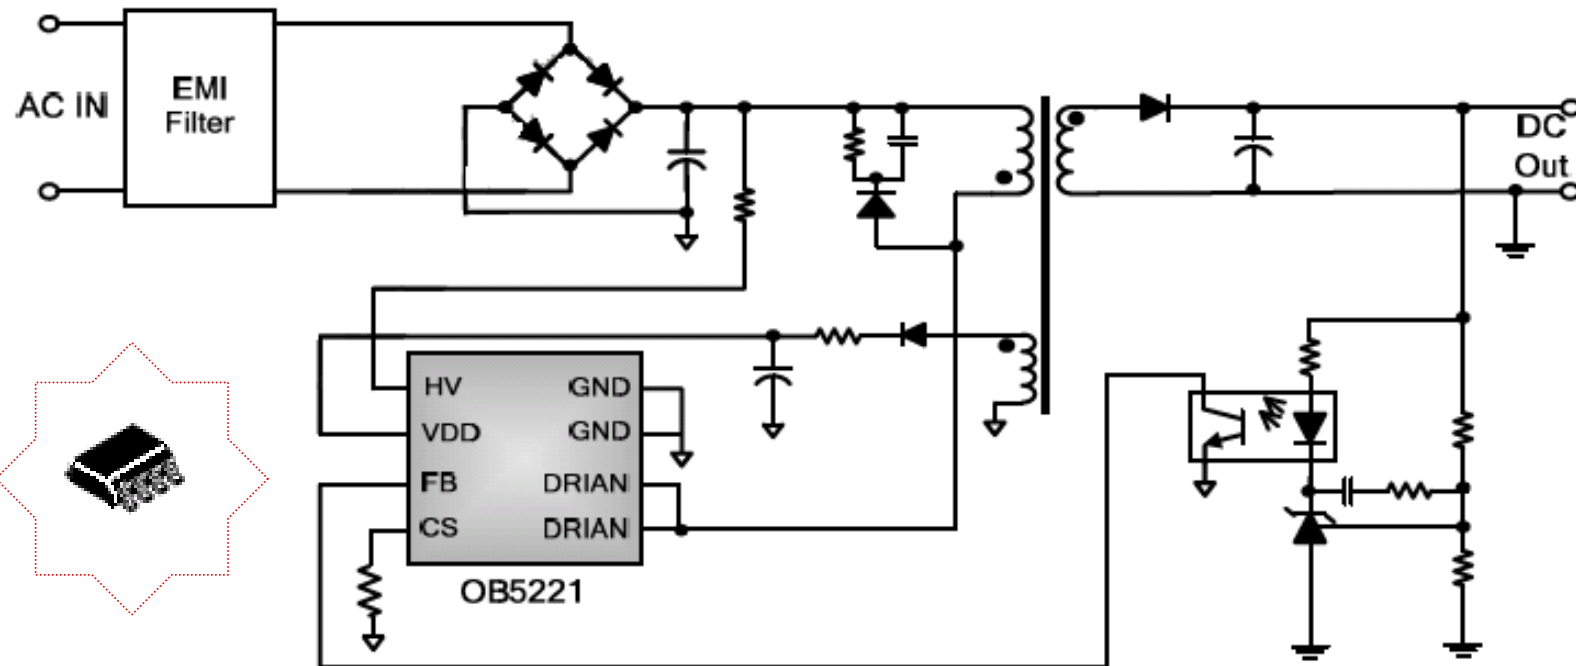 AC IN
EMI
Filter
DC
Out
HV
GND
VDD
GND
FB
DRIAN
CS
DRIAN
OB5221